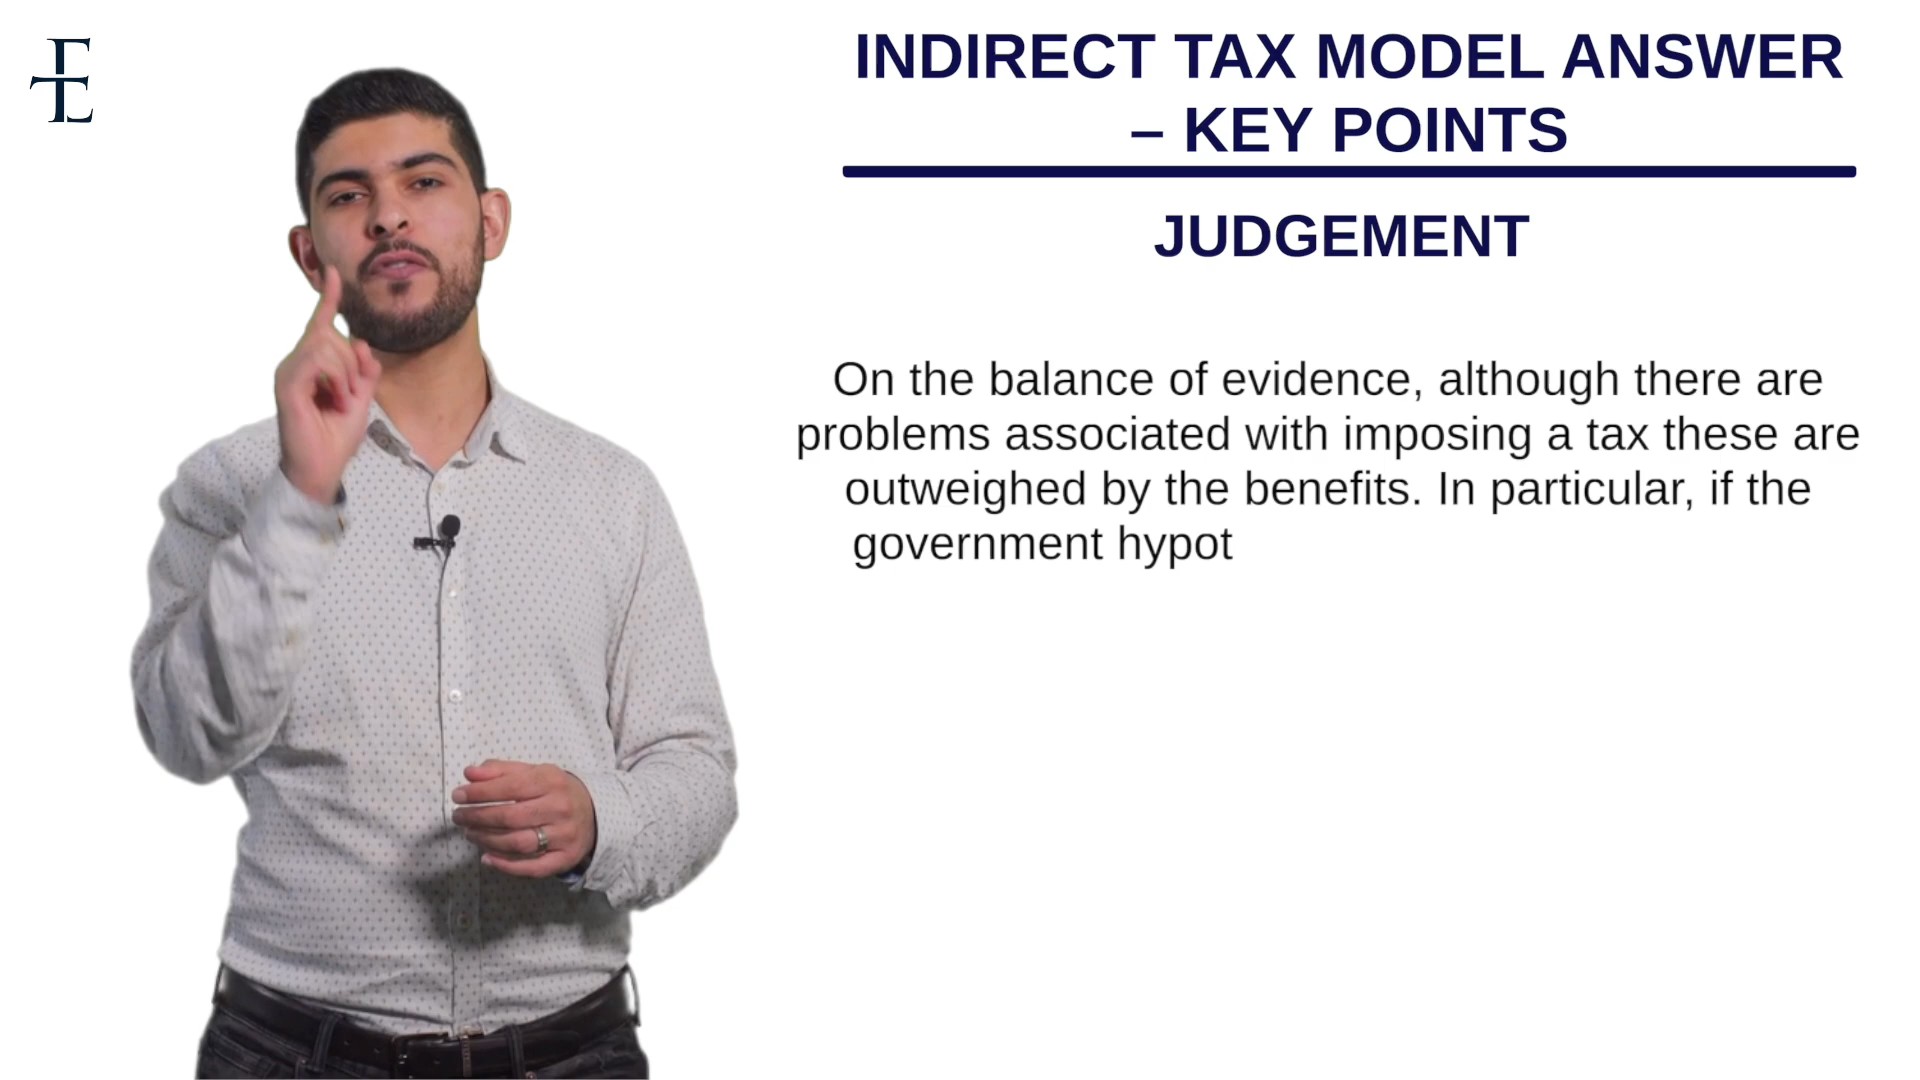 INDIRECT TAX MODEL ANSWER
– KEY POINTS
JUDGEMENT
On the balance of evidence, although there are
problems associated with imposing a tax these are
outweighed by the benefits. In particular, if the
government hypot